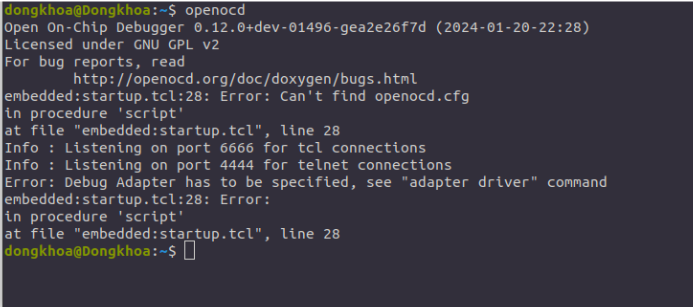 dongkhoa@Dongkhoa:~$ openocd
Open On-Chip Debugger 0.12.0+dev-01496-gea2e26f7d (2024-01-20-22:28)
Licensed under GNU GPL v2
For bug reports, read
        http://openocd.org/doc/doxygen/bugs.html
embedded:startup.tcl:28: Error: Can't find openocd.cfg
in procedure 'script'
at file "embedded:startup.tcl", line 28
Info : Listening on port 6666 for tcl connections
Info : Listening on port 4444 for telnet connections
Error: Debug Adapter has to be specified, see "adapter driver" command
embedded:startup.tcl:28: Error:
in procedure 'script'
at file "embedded:startup.tcl", line 28
dongkhoa@Dongkhoa:~$